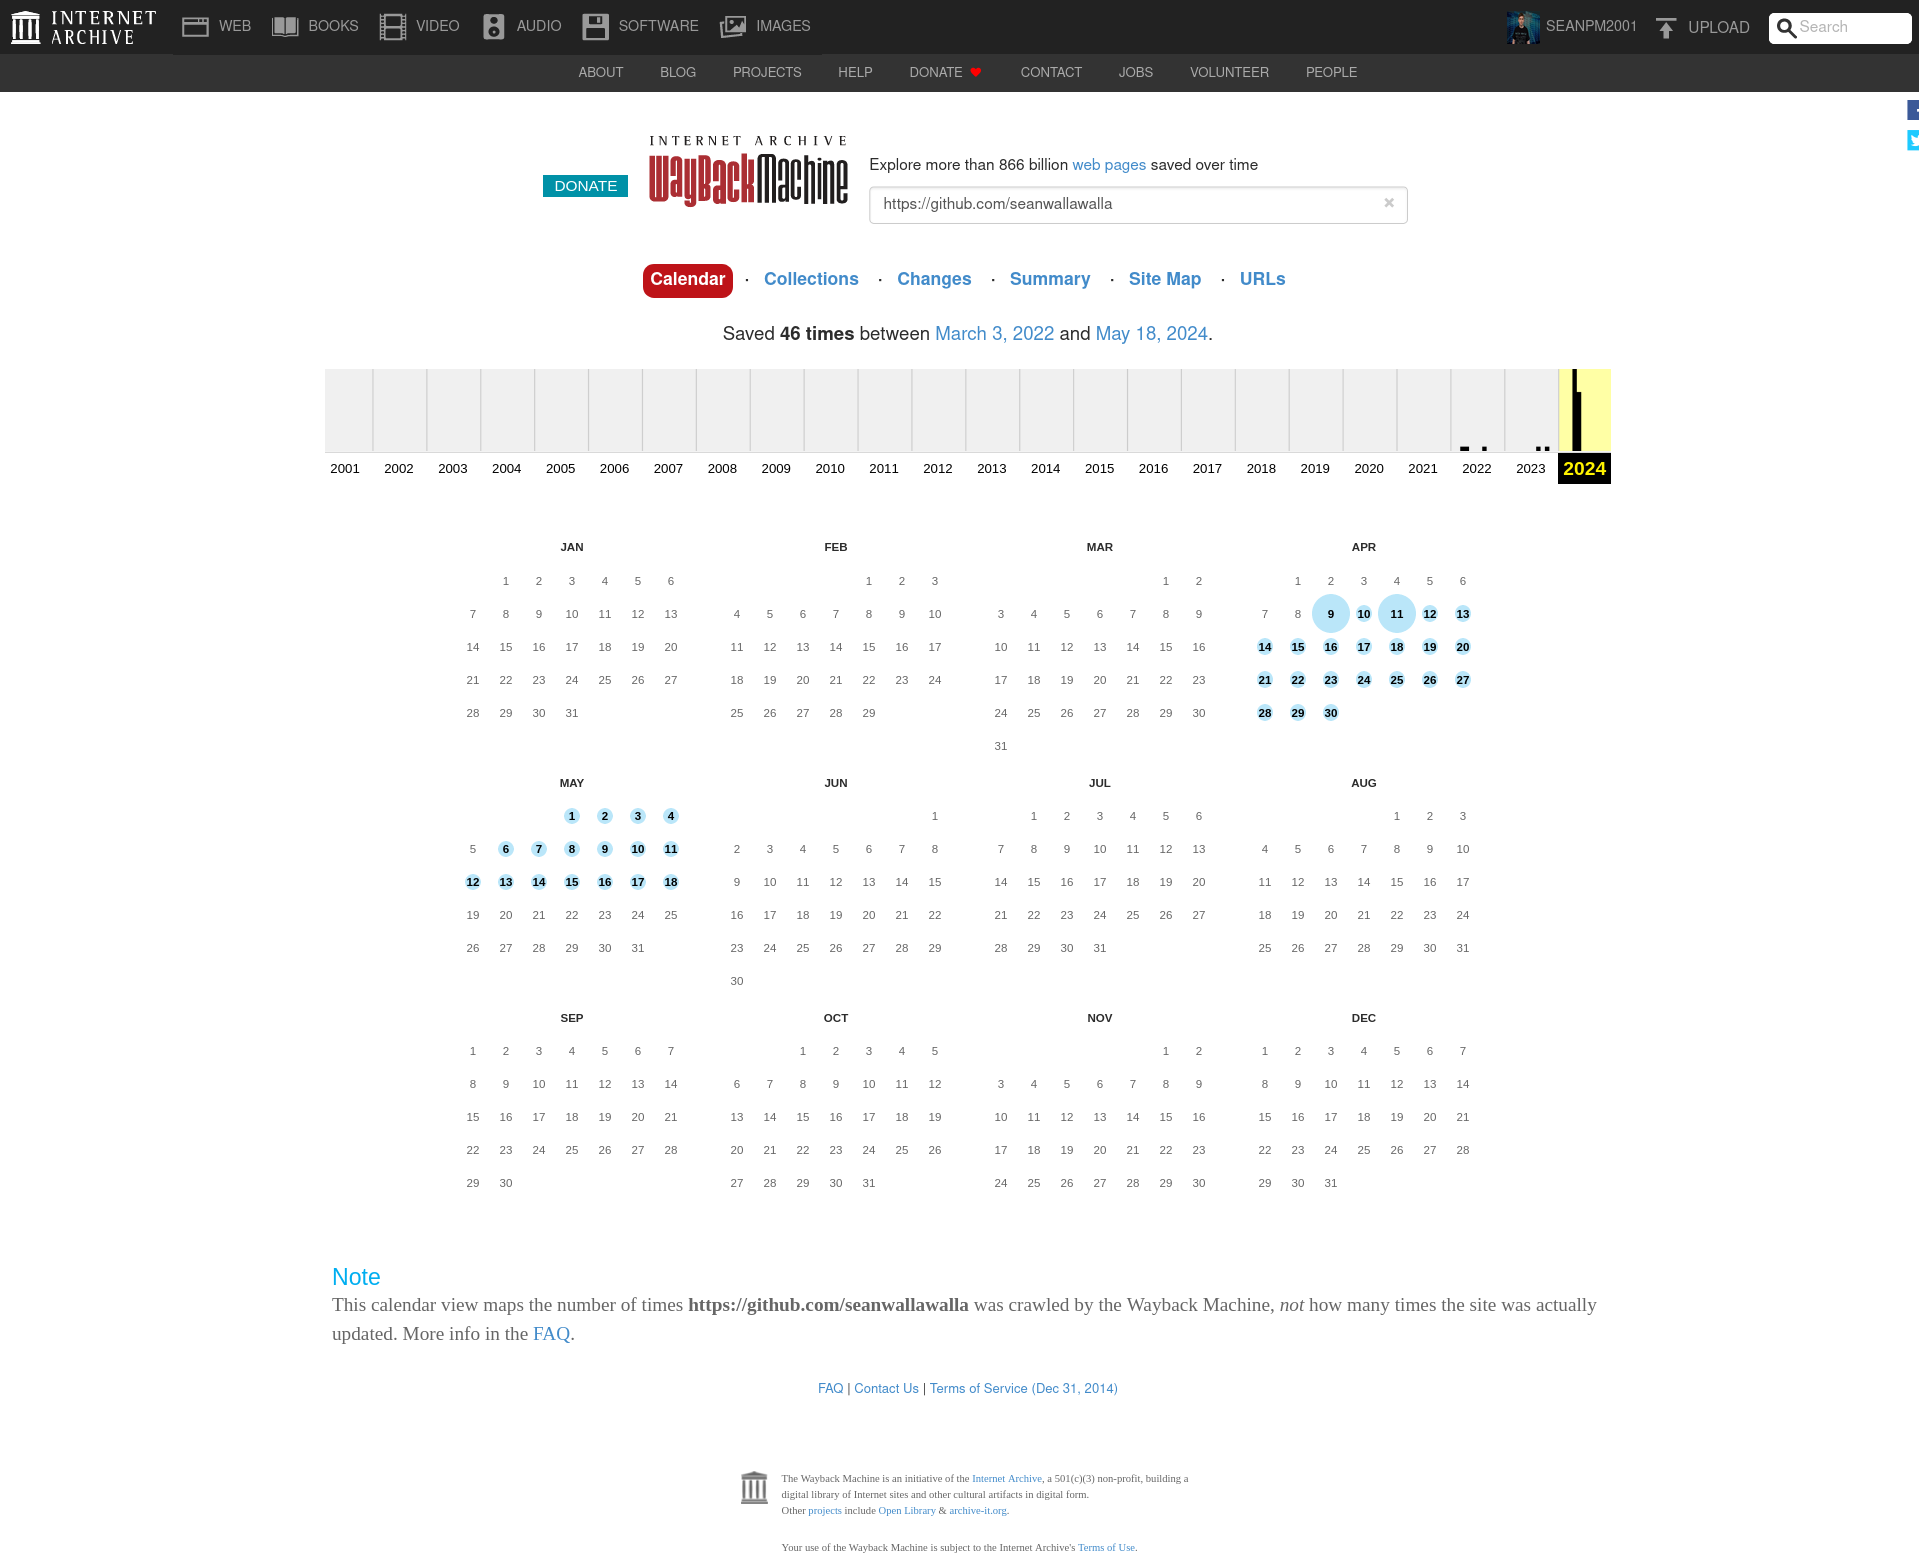 INTERNET ARCHIVE WEB BOOKS VIDEO AUDIO SOFTWARE IMAGES SEANPM2001 UPLOAD Search
ABOUT BLOG PROJECTS HELP DONATE CONTACT JOBS VOLUNTEER PEOPLE
INTERNET ARCHIVE
WayBackMachine
DONATE
Explore more than 866 billion web pages saved over time
https://github.com/seanwallawalla ×
Calendar · Collections · Changes · Summary · Site Map · URLs
Saved 46 times between March 3, 2022 and May 18, 2024.
2001 2002 2003 2004 2005 2006 2007 2008 2009 2010 2011 2012 2013 2014 2015 2016 2017 2018 2019 2020 2021 2022 2023 2024
JAN FEB MAR APR
1 2 3 4 5 6 1 2 3 1 2 1 2 3 4 5 6
7 8 9 10 11 12 13 4 5 6 7 8 9 10 3 4 5 6 7 8 9 7 8 9 10 11 12 13
14 15 16 17 18 19 20 11 12 13 14 15 16 17 10 11 12 13 14 15 16 14 15 16 17 18 19 20
21 22 23 24 25 26 27 18 19 20 21 22 23 24 17 18 19 20 21 22 23 21 22 23 24 25 26 27
28 29 30 31 25 26 27 28 29 24 25 26 27 28 29 30 28 29 30
31
MAY JUN JUL AUG
1 2 3 4 1 1 2 3 4 5 6 1 2 3
5 6 7 8 9 10 11 2 3 4 5 6 7 8 7 8 9 10 11 12 13 4 5 6 7 8 9 10
12 13 14 15 16 17 18 9 10 11 12 13 14 15 14 15 16 17 18 19 20 11 12 13 14 15 16 17
19 20 21 22 23 24 25 16 17 18 19 20 21 22 21 22 23 24 25 26 27 18 19 20 21 22 23 24
26 27 28 29 30 31 23 24 25 26 27 28 29 28 29 30 31 25 26 27 28 29 30 31
30
SEP OCT NOV DEC
1 2 3 4 5 6 7 1 2 3 4 5 1 2 1 2 3 4 5 6 7
8 9 10 11 12 13 14 6 7 8 9 10 11 12 3 4 5 6 7 8 9 8 9 10 11 12 13 14
15 16 17 18 19 20 21 13 14 15 16 17 18 19 10 11 12 13 14 15 16 15 16 17 18 19 20 21
22 23 24 25 26 27 28 20 21 22 23 24 25 26 17 18 19 20 21 22 23 22 23 24 25 26 27 28
29 30 27 28 29 30 31 24 25 26 27 28 29 30 29 30 31
Note
This calendar view maps the number of times https://github.com/seanwallawalla was crawled by the Wayback Machine, not how many times the site was actually
updated. More info in the FAQ.
FAQ | Contact Us | Terms of Service (Dec 31, 2014)
The Wayback Machine is an initiative of the Internet Archive, a 501(c)(3) non-profit, building a
digital library of Internet sites and other cultural artifacts in digital form.
Other projects include Open Library & archive-it.org.
Your use of the Wayback Machine is subject to the Internet Archive's Terms of Use.